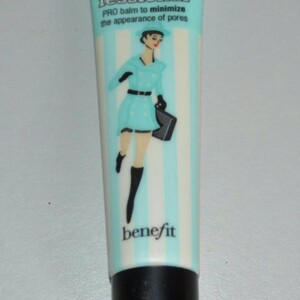 PRO balm to minimize
the appearance of pores
benefit